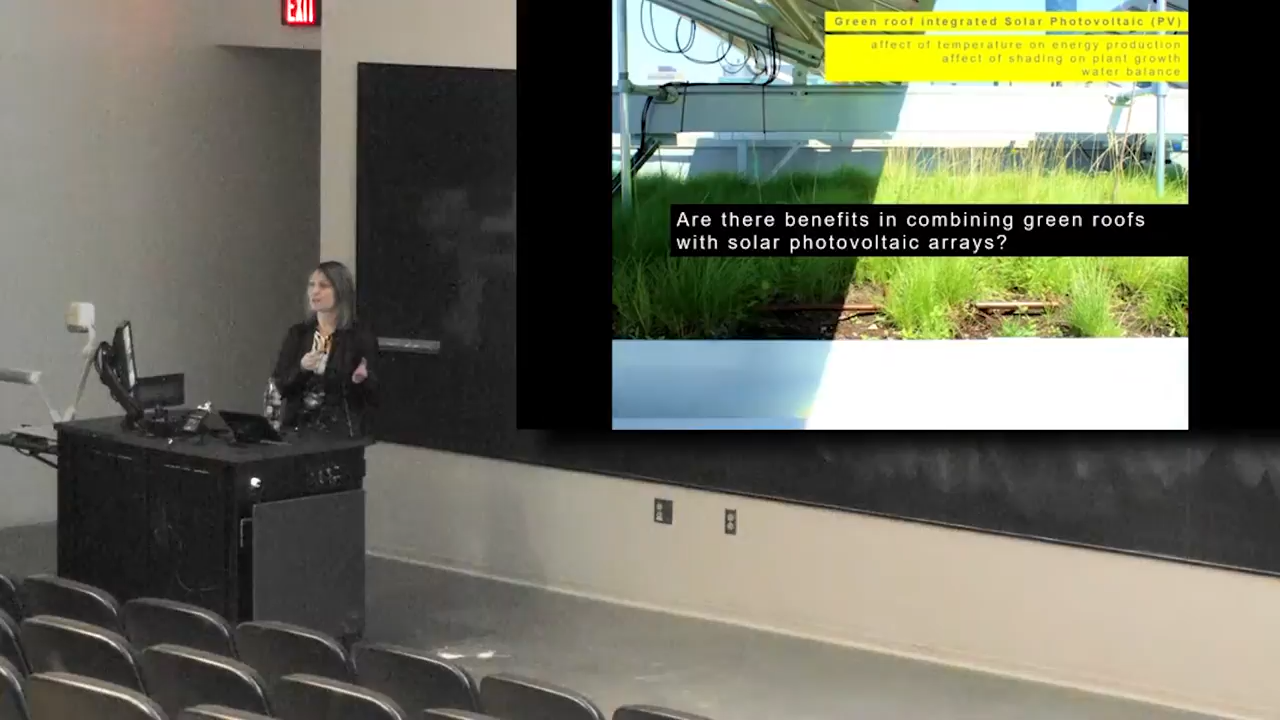 EXIT
Green roof integrated Solar Photovoltaic (PV)
affect of temperature on energy production
affect of shading on plant growth
water balance
Are there benefits in combining green roofs
with solar photovoltaic arrays?